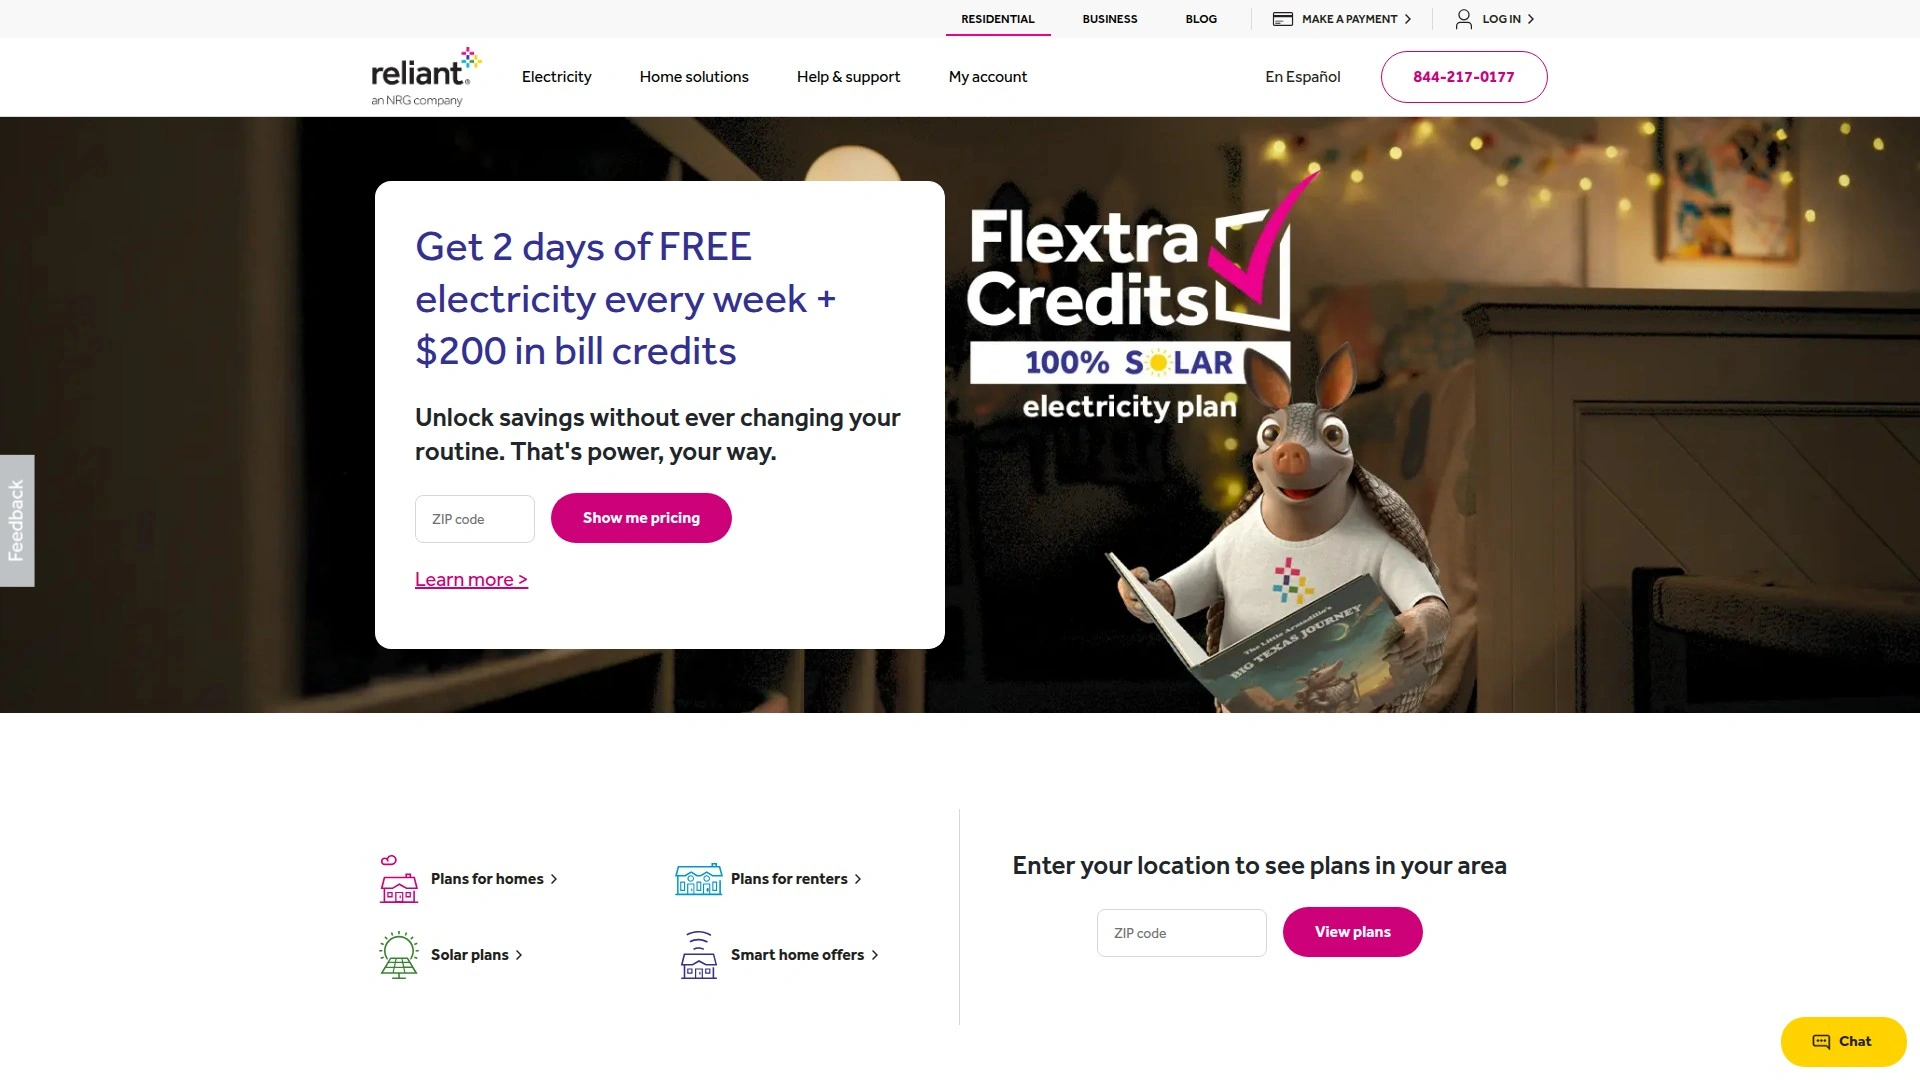 RESIDENTIAL
BUSINESS
BLOG
MAKE A PAYMENT
LOG IN
reliant®
an NRG company
Electricity
Home solutions
Help & support
My account
En Español
844-217-0177
Get 2 days of FREE
electricity every week +
$200 in bill credits
Unlock savings without ever changing your
routine. That's power, your way.
ZIP code
Show me pricing
Learn more >
Flextra
Credits
100% SOLAR
electricity plan
The Little Armadillo's
BIG TEXAS JOURNEY
Feedback
Plans for homes
Plans for renters
Solar plans
Smart home offers
Enter your location to see plans in your area
ZIP code
View plans
Chat